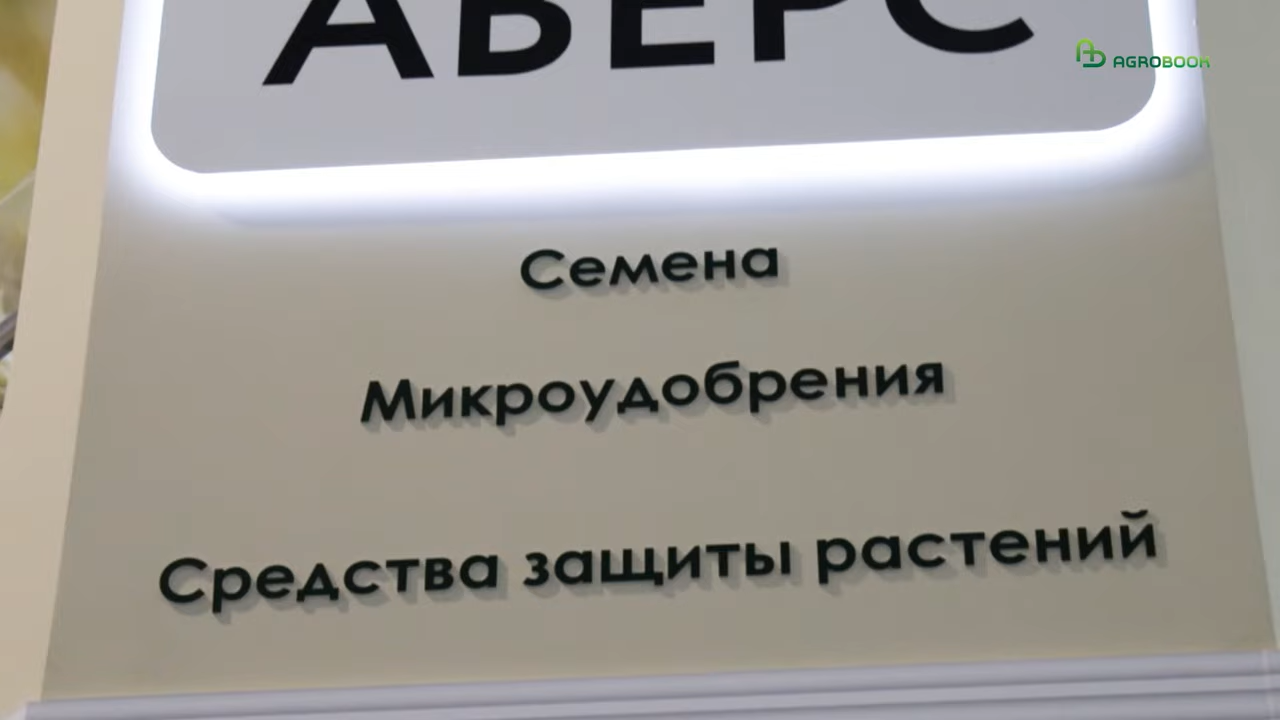 АВЕРС
AGROBOOK
Семена
Микроудобрения
Средства защиты растений